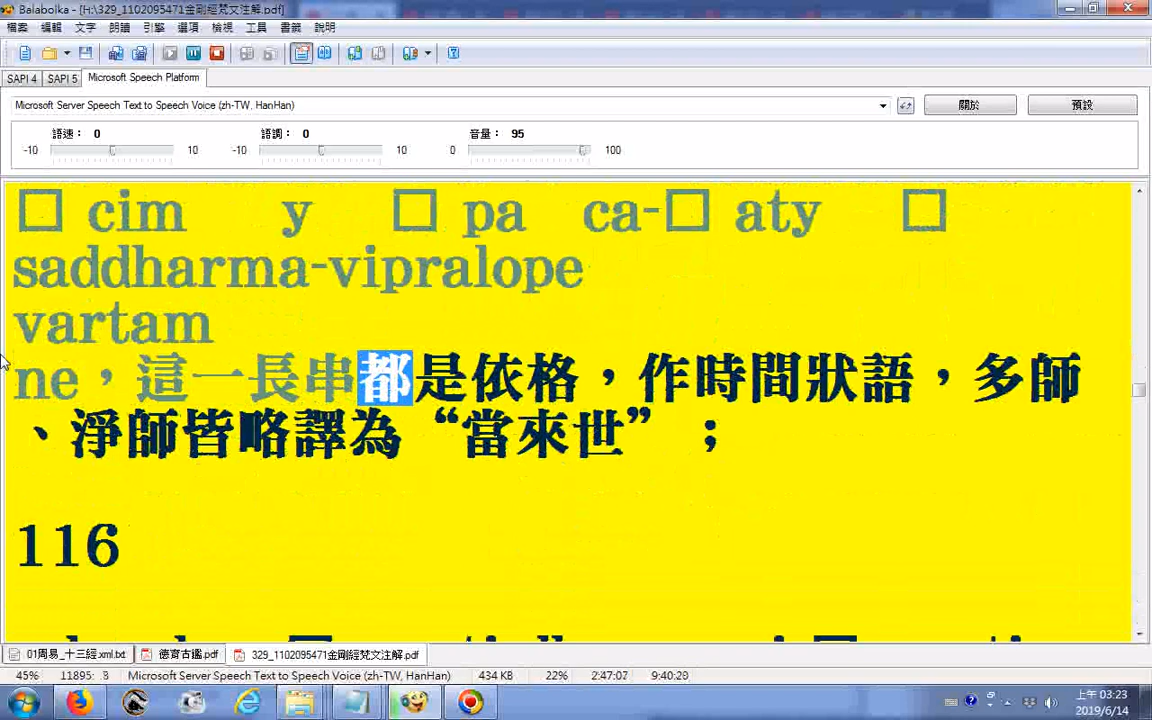 Balabolka - [H:\329_1102095471金剛經梵文注解.pdf]
檔案 編輯 文字 朗讀 引擎 選項 檢視 工具 書籤 說明
SAPI 4 SAPI 5 Microsoft Speech Platform
Microsoft Server Speech Text to Speech Voice (zh-TW, HanHan) 關於 預設
語速： 0 語調： 0 音量： 95
-10 10 -10 10 0 100
□ cim y □ pa ca-□ aty □
saddharma-vipralope
vartam
ne，這一長串都是依格，作時間狀語，多師
、淨師皆略譯為“當來世”；
116
01周易_十三經.xml.txt 德育古鑑.pdf 329_1102095471金剛經梵文注解.pdf
45% 11895: 8 Microsoft Server Speech Text to Speech Voice (zh-TW, HanHan) 434 KB 22% 2:47:07 9:40:28
上午 03:23
2019/6/14